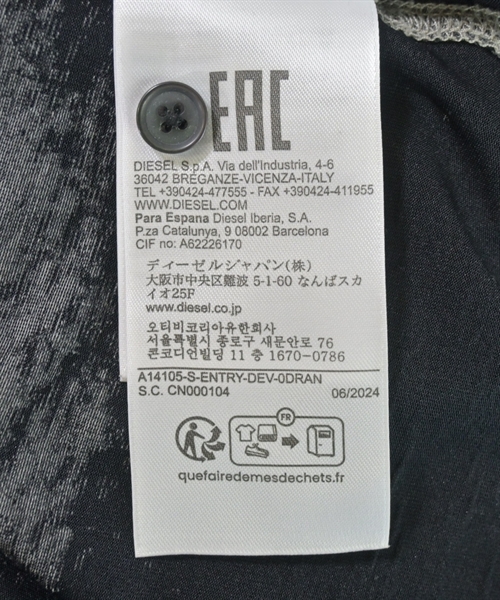 EAC
DIESEL S.p.A. Via dell'Industria, 4-6
36042 BREGANZE-VICENZA-ITALY
TEL +390424-477555 - FAX +390424-411955
WWW.DIESEL.COM
Para Espana Diesel Iberia, S.A.
P.za Catalunya, 9 08002 Barcelona
CIF no: A62226170
ディーゼルジャパン(株)
大阪市中央区難波 5-1-60 なんばスカ
イオ25F
www.diesel.co.jp
오티비코리아유한회사
서울특별시 종로구 새문안로 76
콘코디언빌딩 11 층 1670-0786
A14105-S-ENTRY-DEV-0DRAN
S.C. CN000104 06/2024
FR
quefairedemesdechets.fr